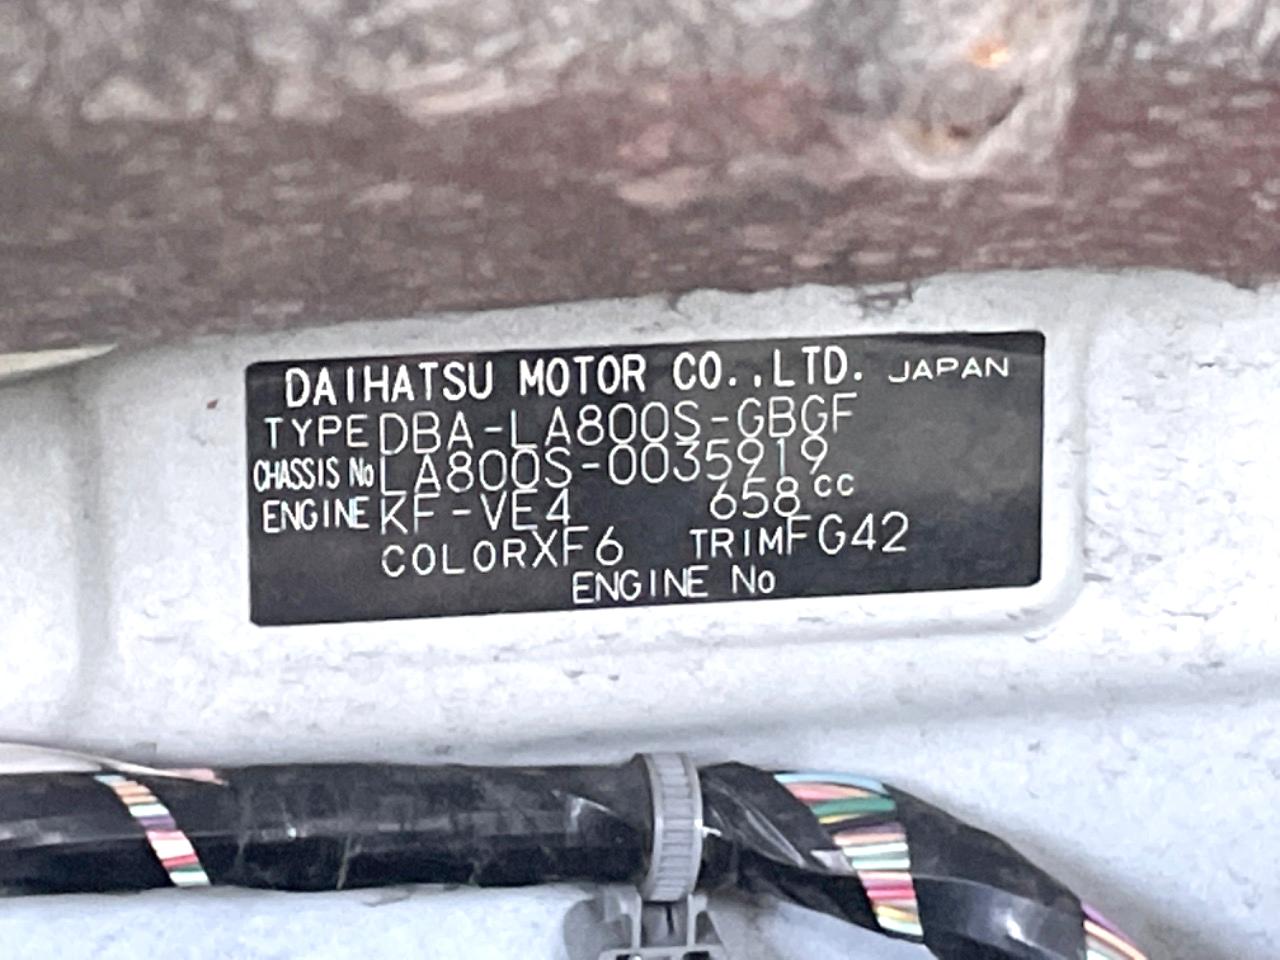 DAIHATSU MOTOR CO.,LTD. JAPAN
TYPE DBA-LA800S-GBGF
CHASSIS No LA800S-0035919
ENGINE KF-VE4 658cc
COLOR XF6 TRIM FG42
ENGINE No